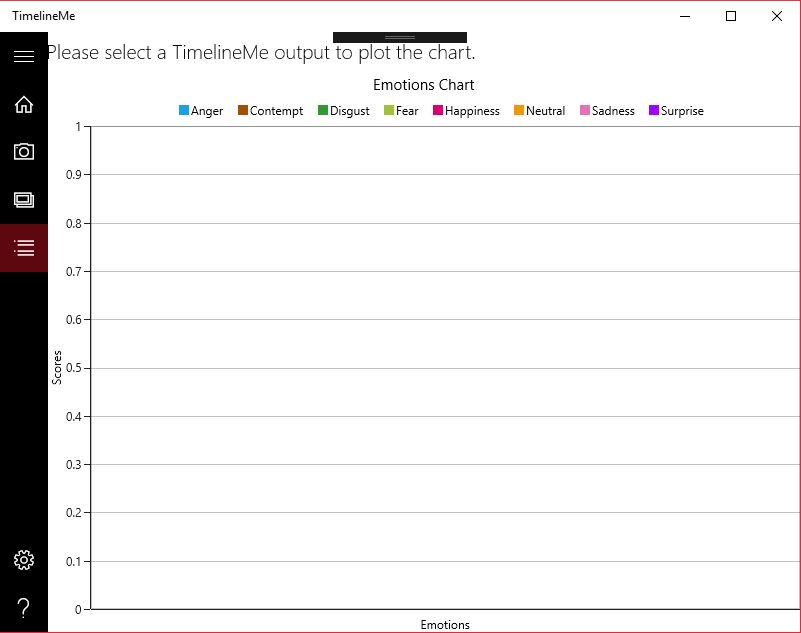 TimelineMe
Please select a TimelineMe output to plot the chart.
Emotions Chart
Anger Contempt Disgust Fear Happiness Neutral Sadness Surprise
1
0.9
0.8
0.7
0.6
0.5
0.4
0.3
0.2
0.1
0
Scores
Emotions